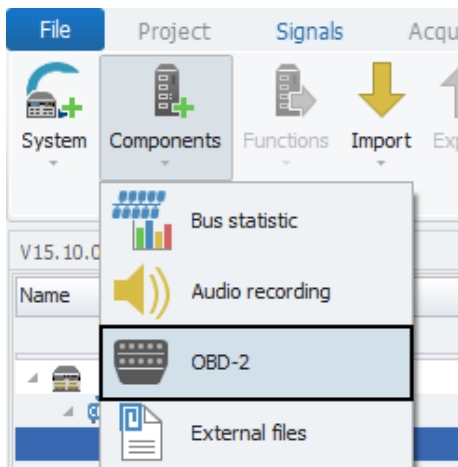 File Project Signals
System Components Functions Import
Bus statistic
V15.10.0
Name
Audio recording
OBD-2
External files